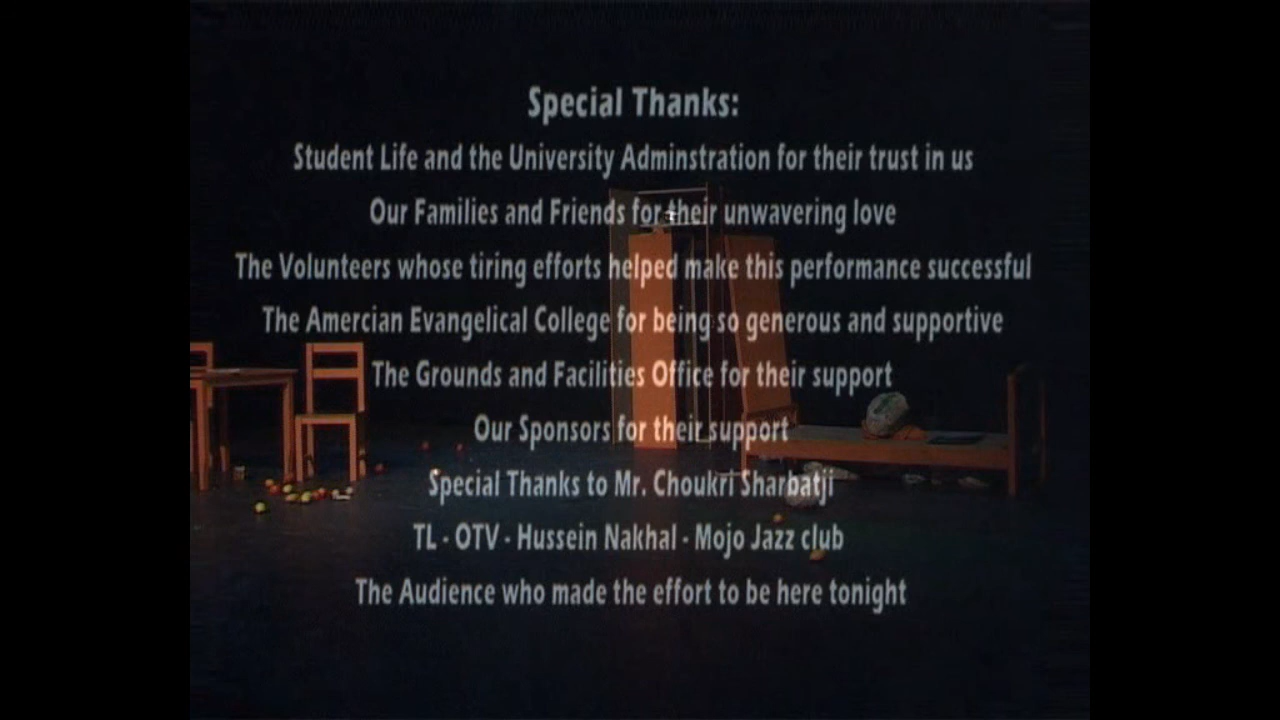 Special Thanks:
Student Life and the University Adminstration for their trust in us
Our Families and Friends for their unwavering love
The Volunteers whose tiring efforts helped make this performance successful
The Amercian Evangelical College for being so generous and supportive
The Grounds and Facilities Office for their support
Our Sponsors for their support
Special Thanks to Mr. Choukri Sharbatji
TL - OTV - Hussein Nakhal - Mojo Jazz club
The Audience who made the effort to be here tonight